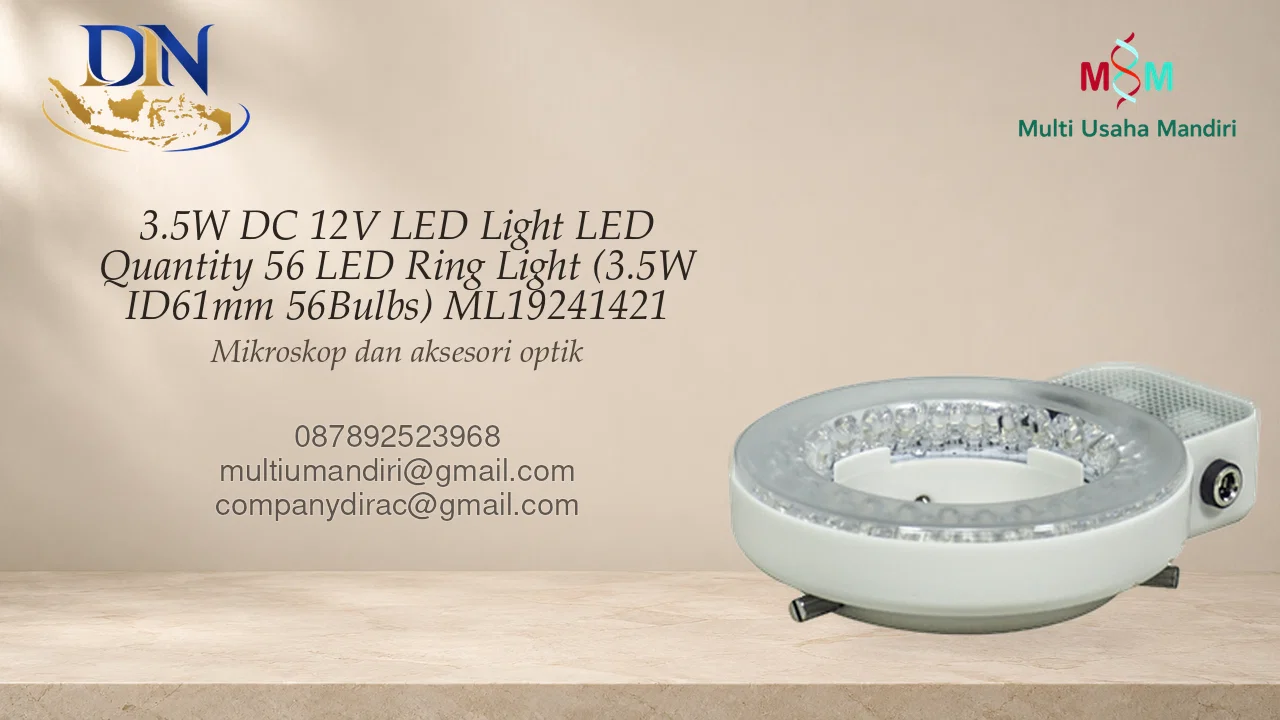 DIN
M M
Multi Usaha Mandiri
3.5W DC 12V LED Light LED
Quantity 56 LED Ring Light (3.5W
ID61mm 56Bulbs) ML19241421
Mikroskop dan aksesori optik
087892523968
multiumandiri@gmail.com
companydirac@gmail.com